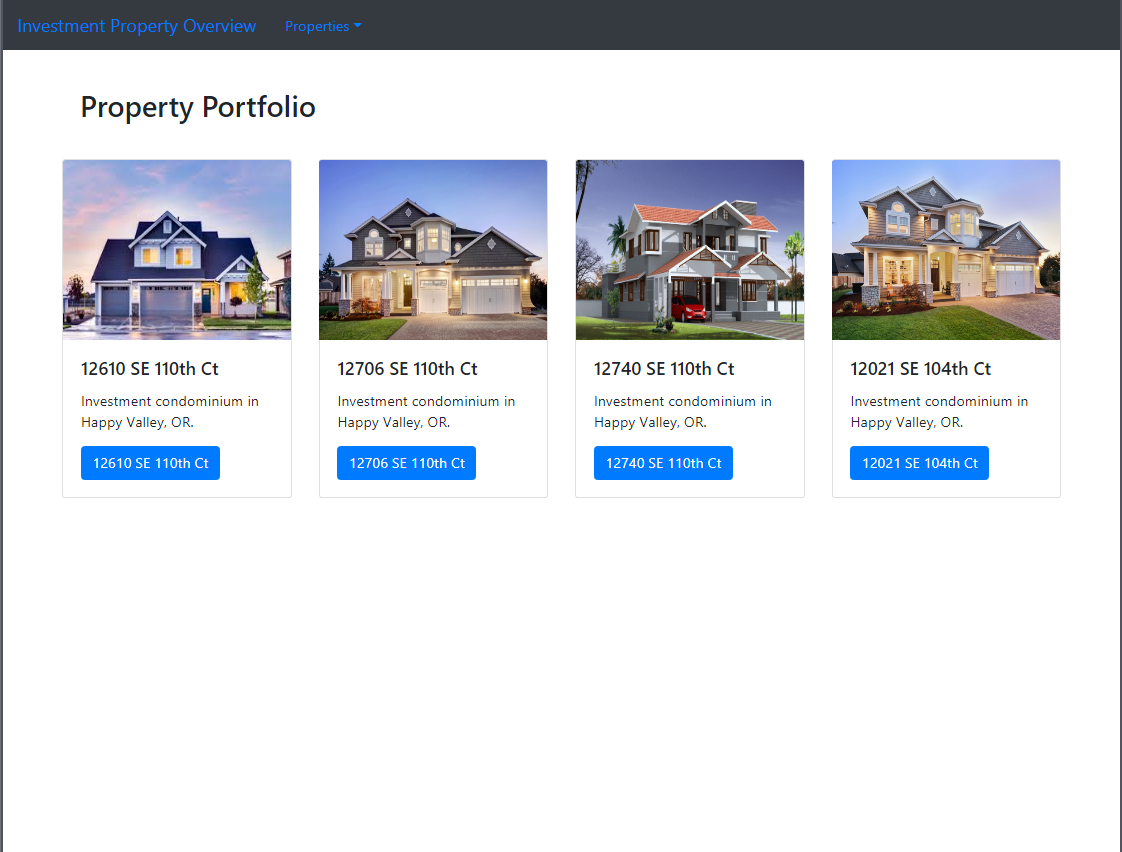 Investment Property Overview Properties
Property Portfolio
12610 SE 110th Ct
Investment condominium in
Happy Valley, OR.
12610 SE 110th Ct
12706 SE 110th Ct
Investment condominium in
Happy Valley, OR.
12706 SE 110th Ct
12740 SE 110th Ct
Investment condominium in
Happy Valley, OR.
12740 SE 110th Ct
12021 SE 104th Ct
Investment condominium in
Happy Valley, OR.
12021 SE 104th Ct